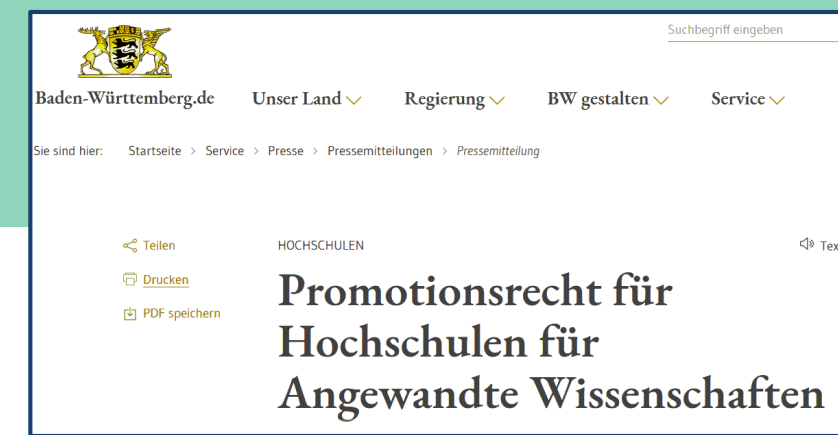 Suchbegriff eingeben
Baden-Württemberg.de Unser Land Regierung BW gestalten Service
Sie sind hier: Startseite > Service > Presse > Pressemitteilungen > Pressemitteilung
Teilen
HOCHSCHULEN
Tex
Drucken
PDF speichern
Promotionsrecht für
Hochschulen für
Angewandte Wissenschaften